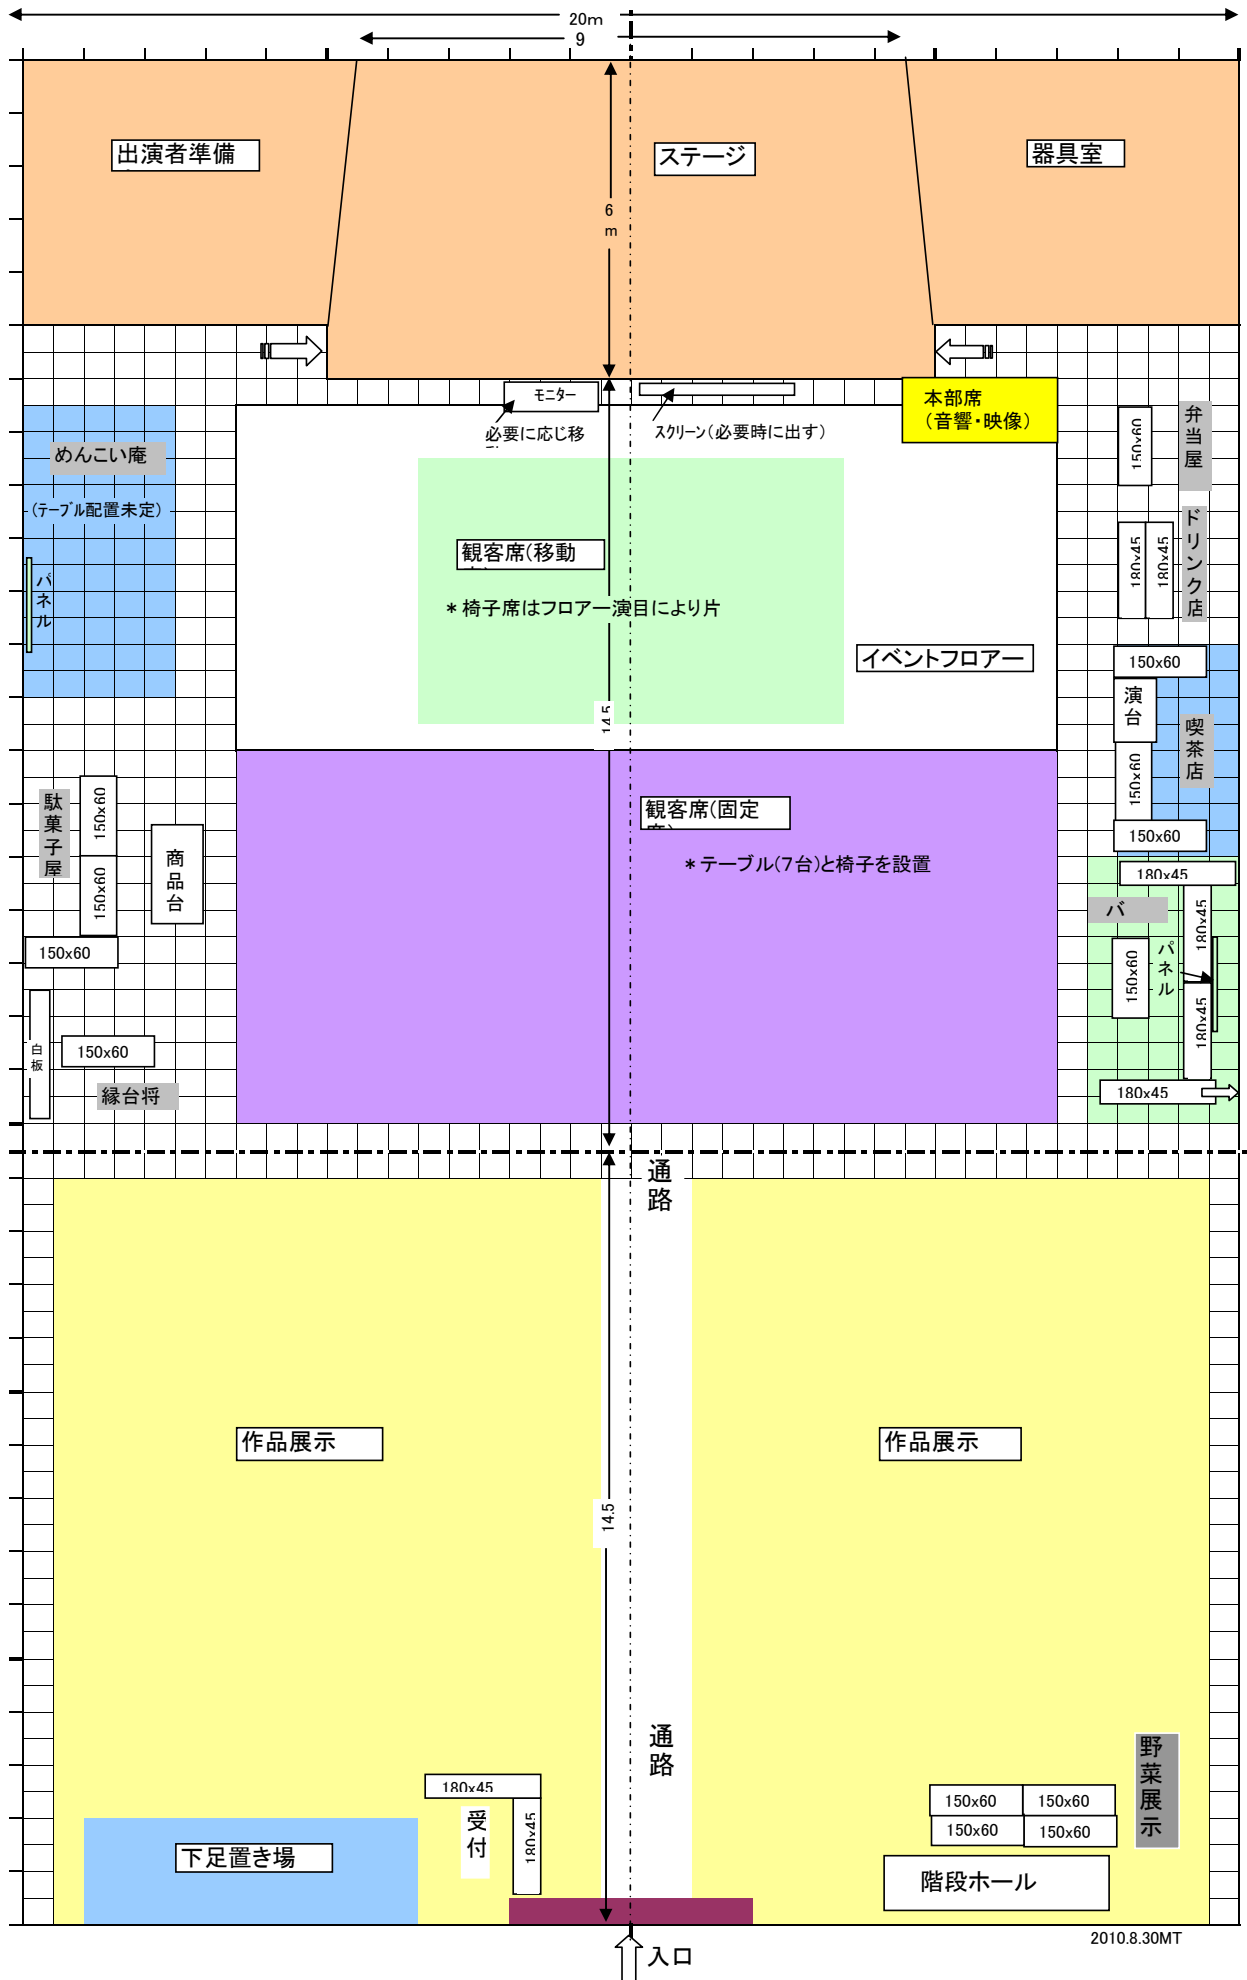 20m
9
出演者準備
ステージ
器具室
6
m
モニター
必要に応じ移
スクリーン(必要時に出す)
本部席
(音響・映像)
150x60
弁当屋
めんこい庵
(テーブル配置未定)
パネル
観客席(移動
*椅子席はフロアー演目により片
イベントフロアー
14.5
180x45
180x45
ドリンク店
150x60
演台
150x60
150x60
喫茶店
駄菓子屋
150x60
150x60
商品台
150x60
白板
150x60
縁台将
観客席(固定
*テーブル(7台)と椅子を設置
180x45
バ
180x45
150x60
パネル
180x45
180x45
通路
作品展示
作品展示
14.5
通路
180x45
受付
180x45
下足置き場
野菜展示
150x60
150x60
150x60
150x60
階段ホール
2010.8.30MT
入口